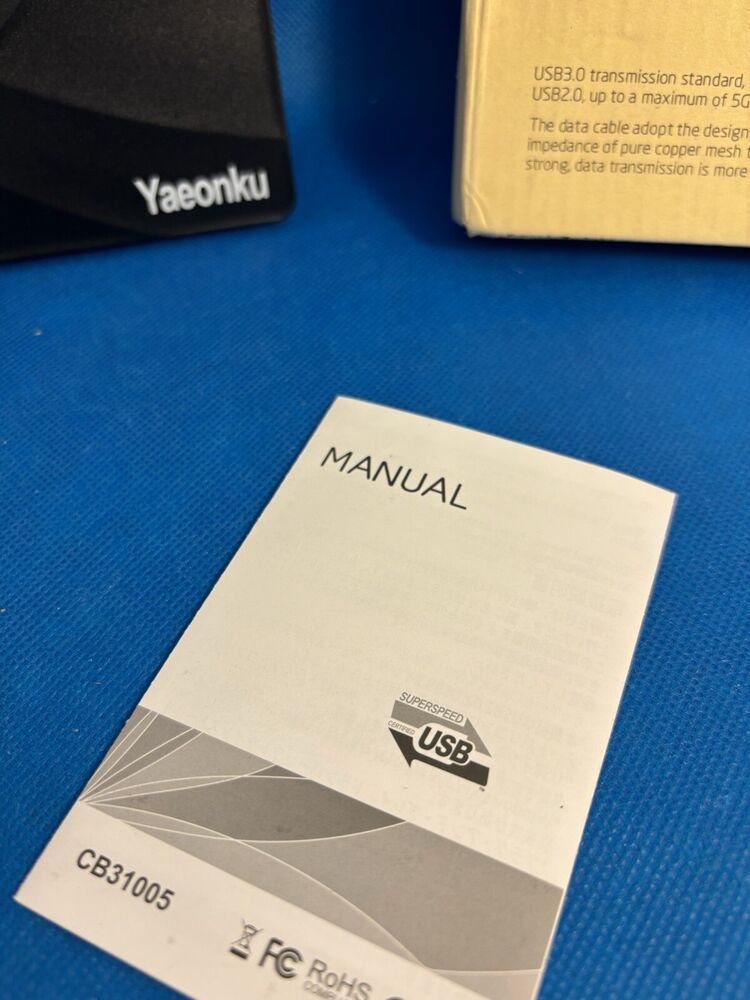 Yaeonku
USB3.0 transmission standard,
USB2.0, up to a maximum of 5G
The data cable adopt the design
impedance of pure copper mesh
strong, data transmission is more
MANUAL
SUPERSPEED
CERTIFIED
USB
CB31005
FC
RoHS